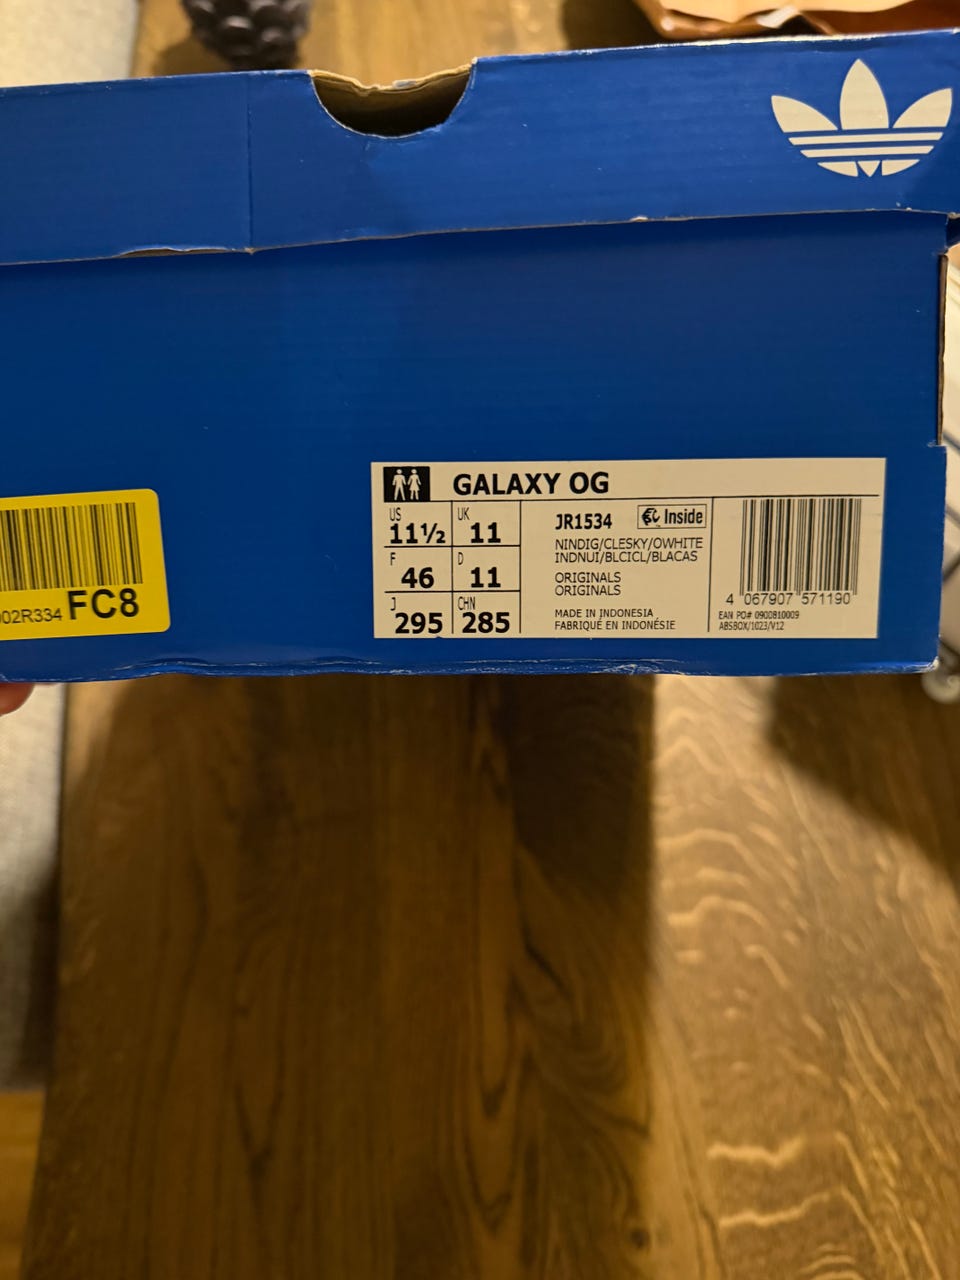 GALAXY OG
US 11½ UK 11
F 46 D 11
J 295 CHN 285
JR1534 Inside
NINDIG/CLESKY/OWHITE
INDNUI/BLCICL/BLACAS
ORIGINALS
ORIGINALS
MADE IN INDONESIA
FABRIQUÉ EN INDONÉSIE
4 067907 571190
EAN PO# 0900810009
ABSBOX/1023/V12
002R334 FC8